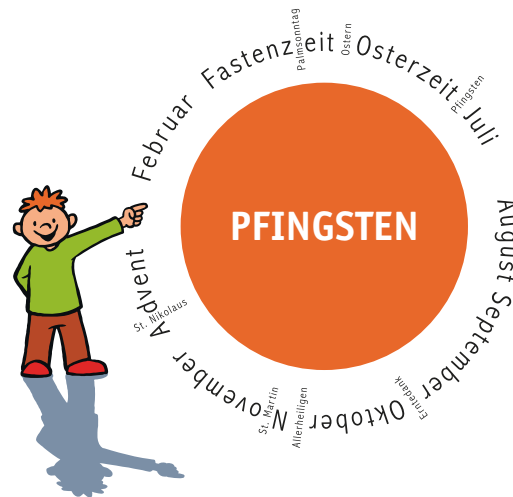 Februar
Fastenzeit
Palmsonntag
Ostern
Osterzeit
Pfingsten
Juli
August
September
Erntedank
Oktober
Allerheiligen
St. Martin
November
St. Nikolaus
Advent
PFINGSTEN